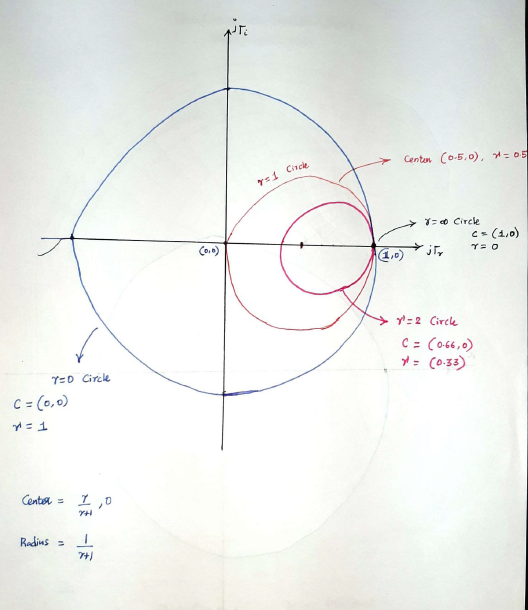 jΓi
r=1 Circle
Center (0.5,0), r' = 0.5
r=∞ Circle
C = (1,0)
r = 0
(0,0)
(1,0)
jΓr
r'=2 Circle
C = (0.66,0)
r' = (0.33)
r=0 Circle
C = (0,0)
r' = 1
Center = r/r+1 , 0
Radius = 1/r+1